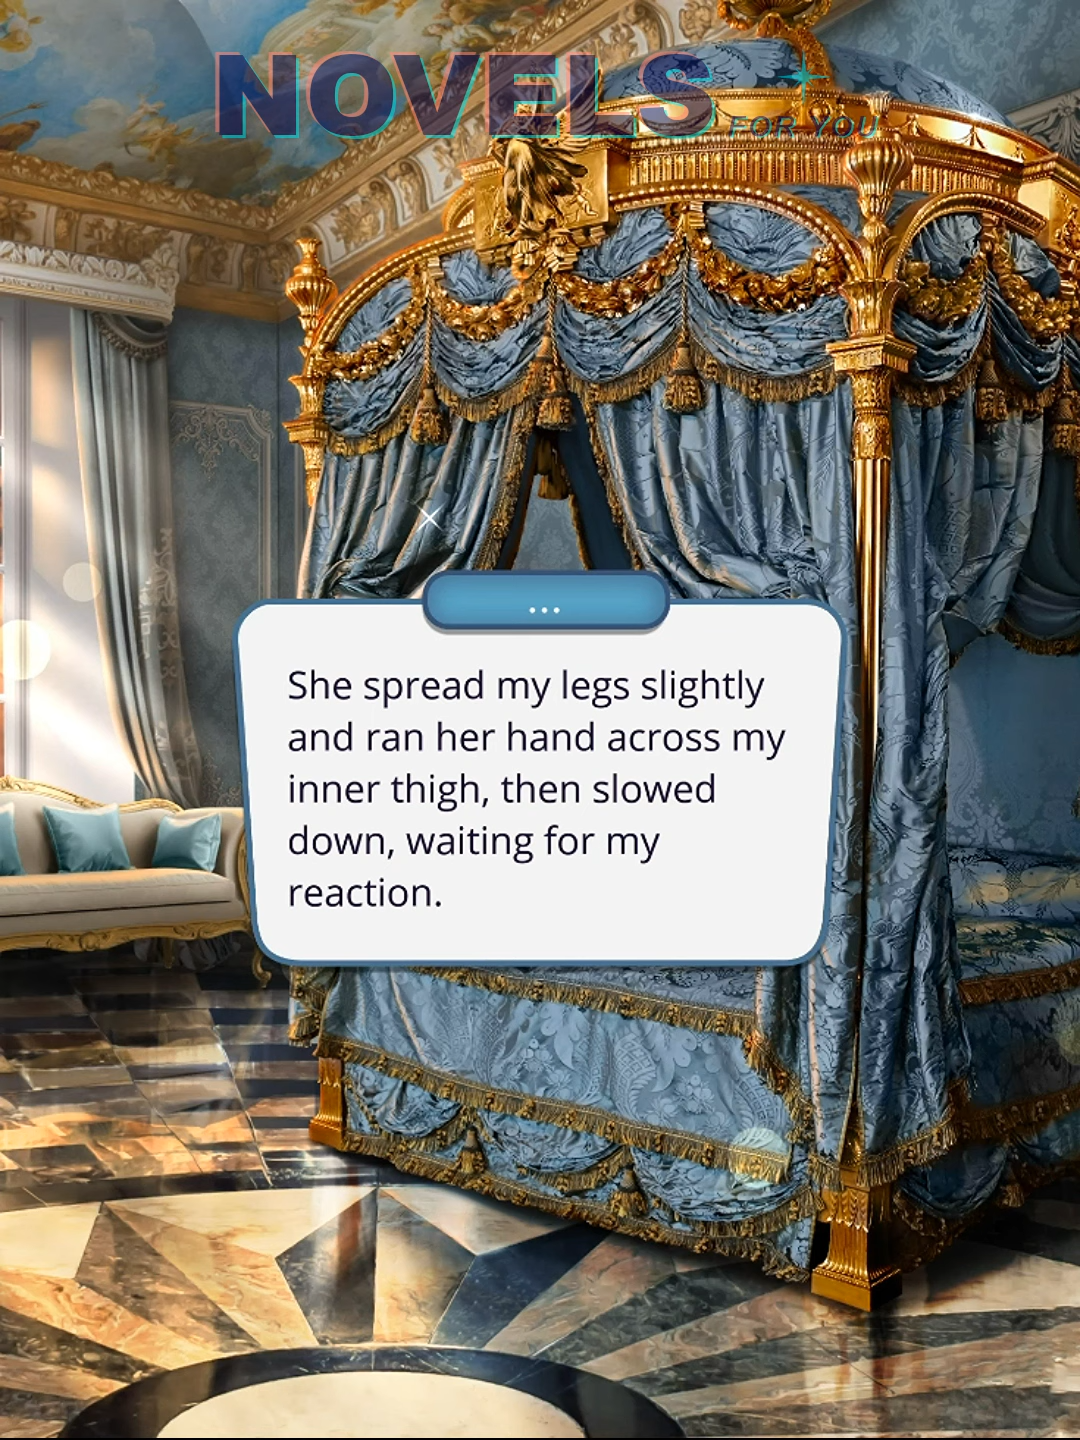 NOVELS
FOR YOU
...
She spread my legs slightly
and ran her hand across my
inner thigh, then slowed
down, waiting for my
reaction.